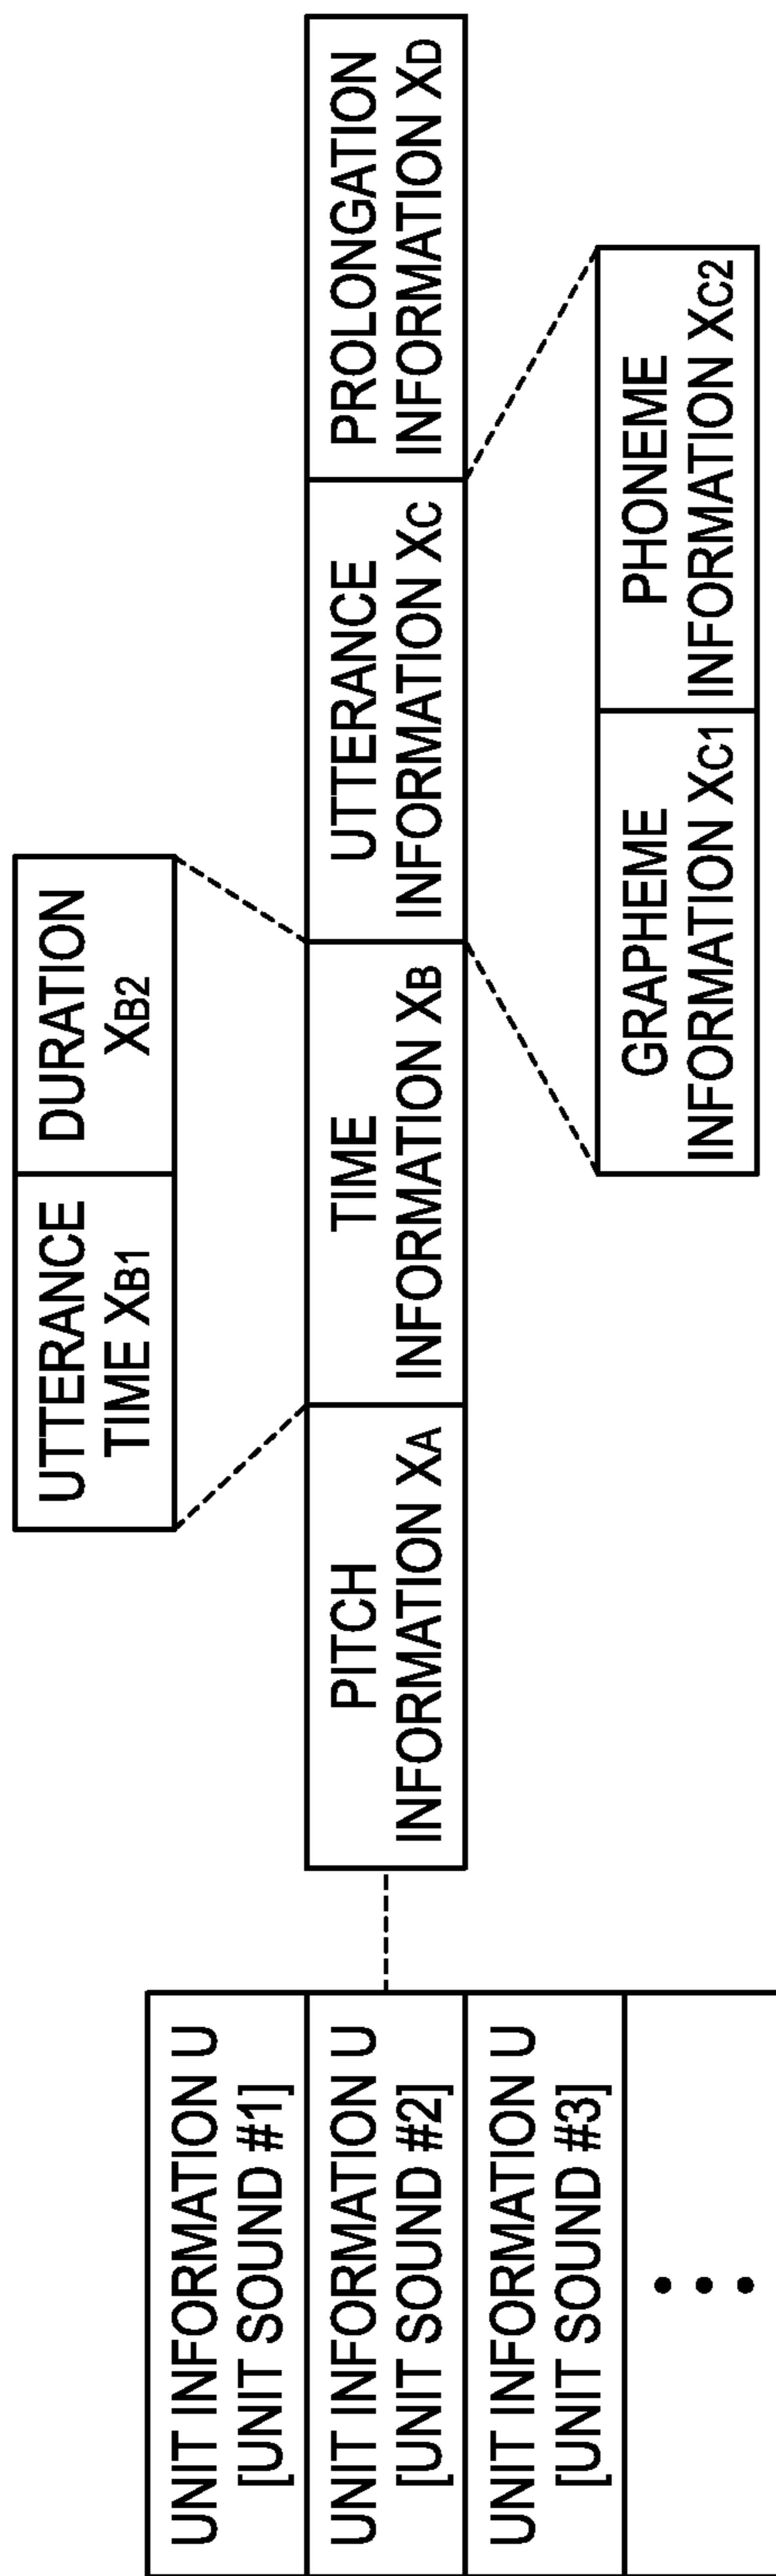 UNIT INFORMATION U
[UNIT SOUND #1]
UNIT INFORMATION U
[UNIT SOUND #2]
UNIT INFORMATION U
[UNIT SOUND #3]
UTTERANCE
TIME XB1
DURATION
XB2
PITCH
INFORMATION XA
TIME
INFORMATION XB
UTTERANCE
INFORMATION XC
PROLONGATION
INFORMATION XD
GRAPHEME
INFORMATION XC1
PHONEME
INFORMATION XC2